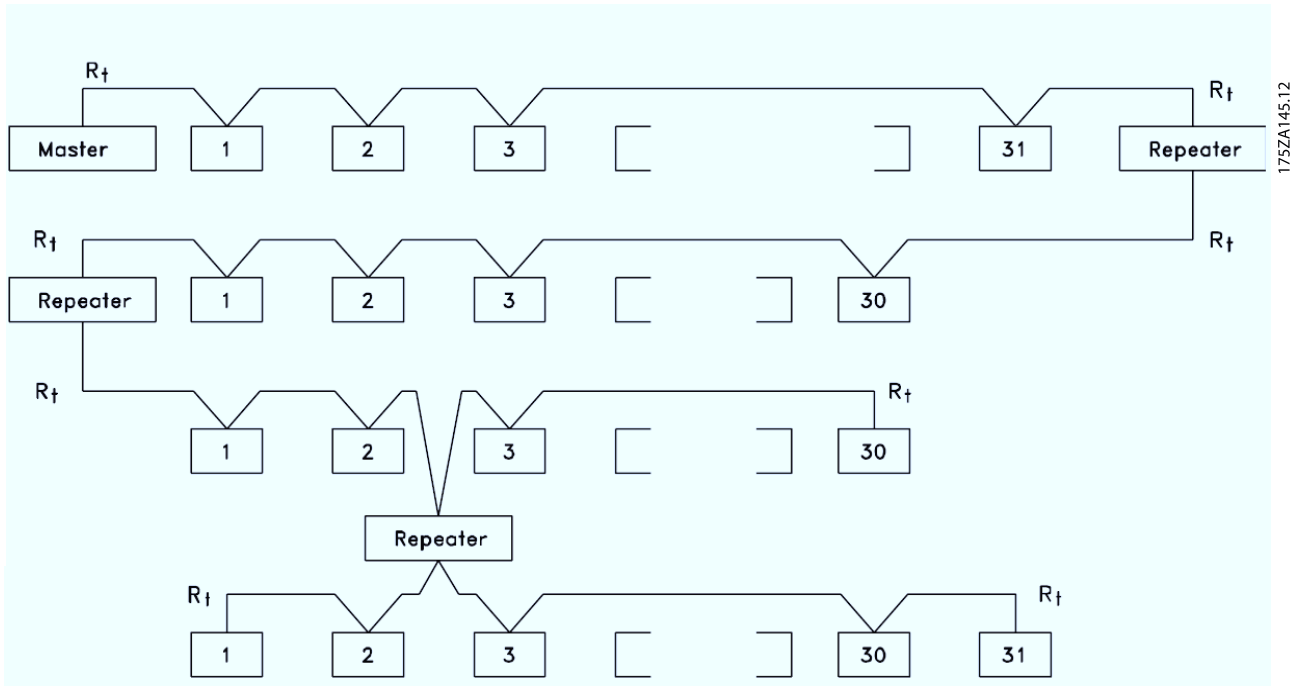 Rt Rt
Master 1 2 3 31 Repeater
175ZA145.12
Rt Rt
Repeater 1 2 3 30
Rt Rt
1 2 3 30
Repeater
Rt Rt
1 2 3 30 31